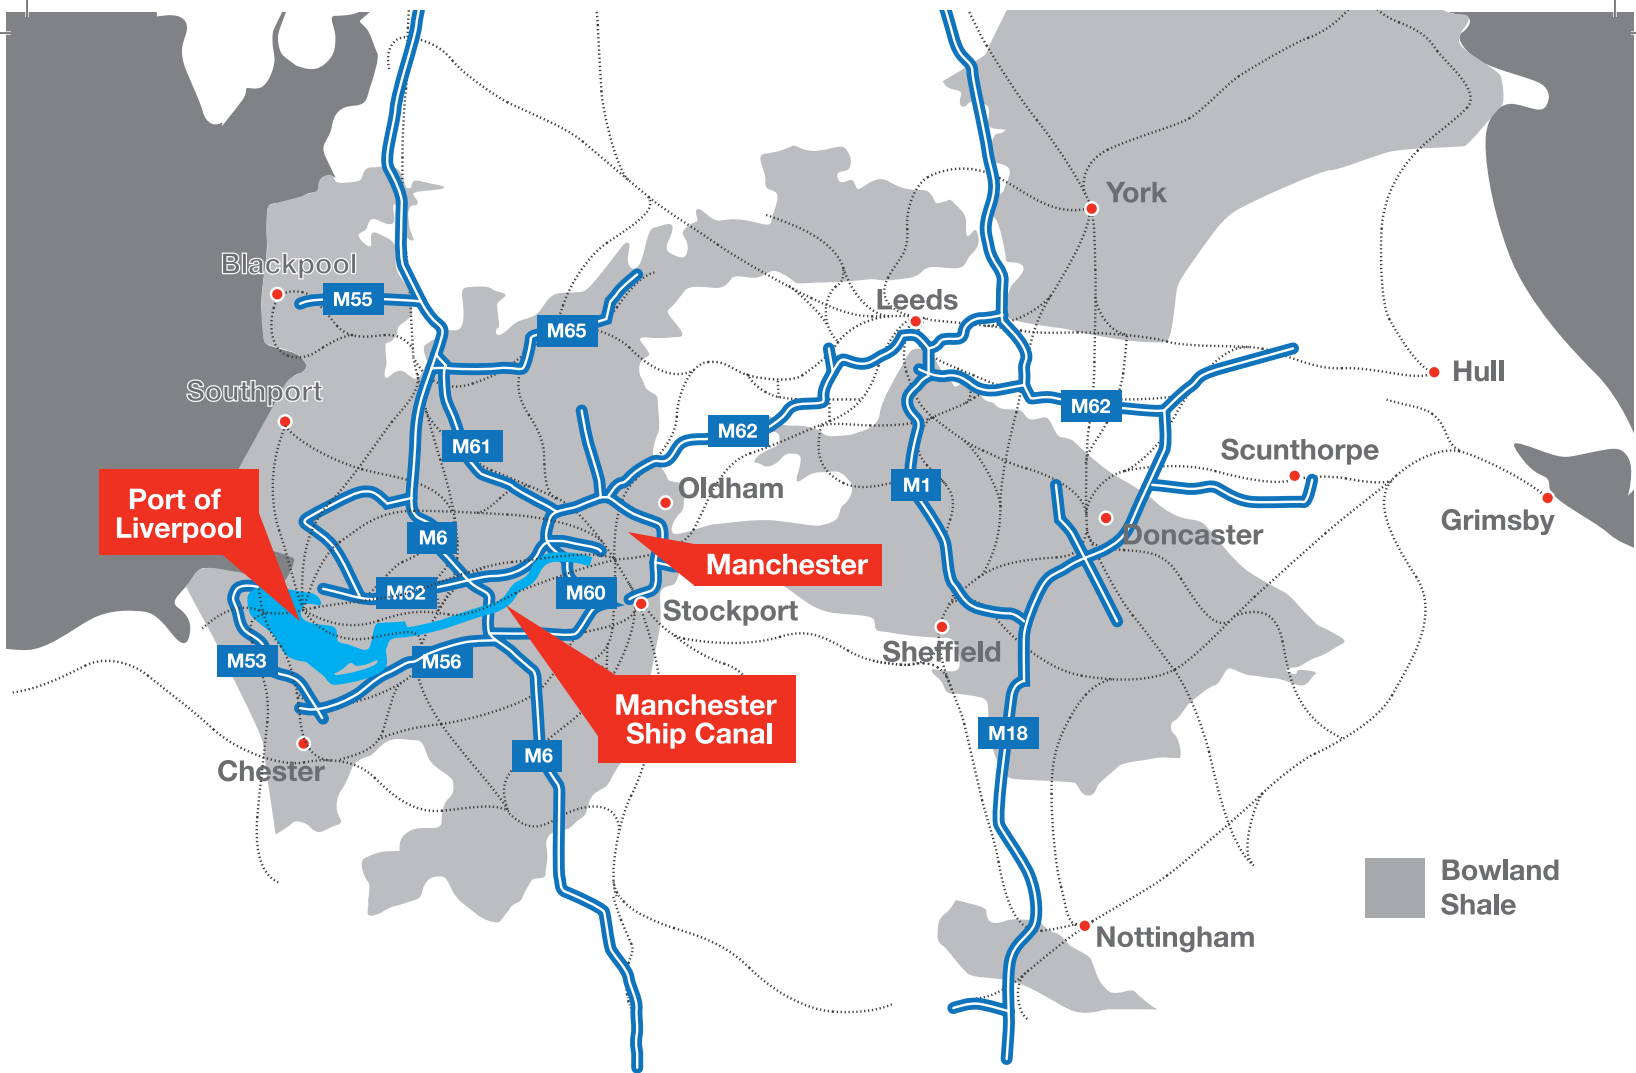 York
Blackpool
M55
Leeds
M65
Hull
Southport
M62
M62
M61
Scunthorpe
M1
Oldham
Port of
Liverpool
Grimsby
Doncaster
M6
Manchester
M62
M60
Stockport
Sheffield
M53
M56
Manchester
Ship Canal
M18
M6
Chester
Bowland
Shale
Nottingham